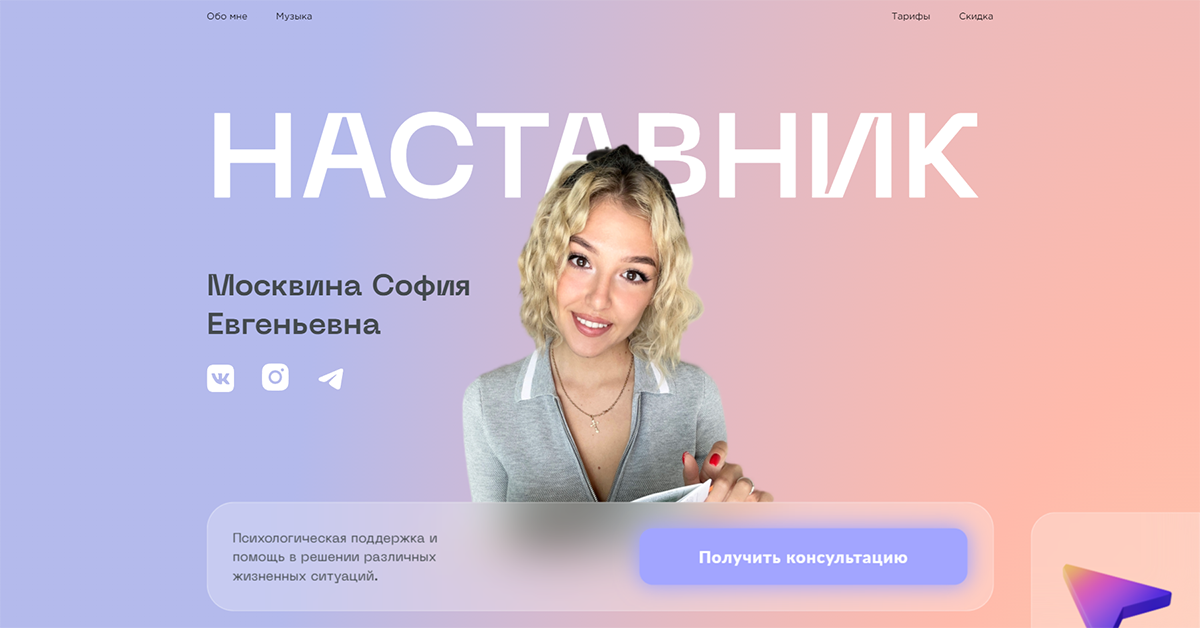 Обо мне
Музыка
Тарифы
Скидка
НАСТАВНИК
Москвина София
Евгеньевна
Психологическая поддержка и
помощь в решении различных
жизненных ситуаций.
Получить консультацию